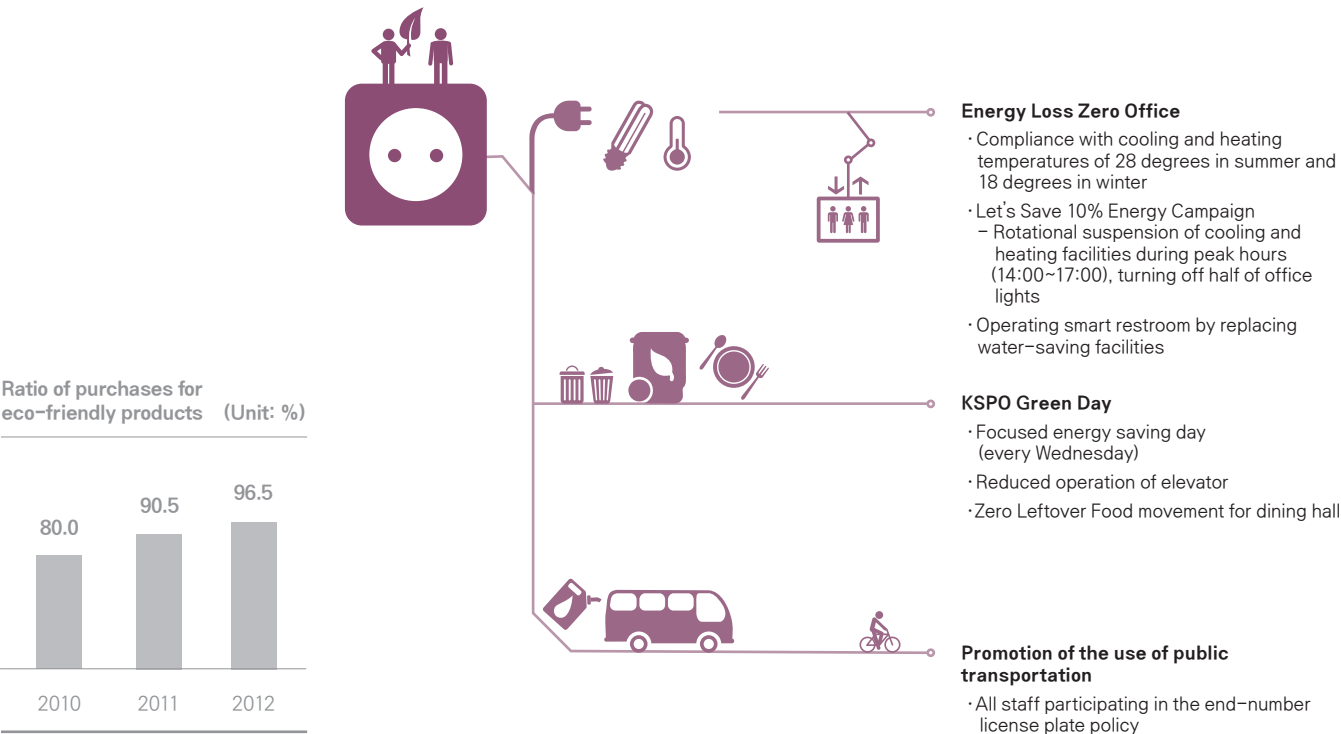 Ratio of purchases for
eco-friendly products (Unit: %)
80.0
90.5
96.5
2010
2011
2012
Energy Loss Zero Office
· Compliance with cooling and heating
temperatures of 28 degrees in summer and
18 degrees in winter
· Let's Save 10% Energy Campaign
- Rotational suspension of cooling and
heating facilities during peak hours
(14:00~17:00), turning off half of office
lights
· Operating smart restroom by replacing
water-saving facilities
KSPO Green Day
· Focused energy saving day
(every Wednesday)
· Reduced operation of elevator
· Zero Leftover Food movement for dining hall
Promotion of the use of public
transportation
· All staff participating in the end-number
license plate policy